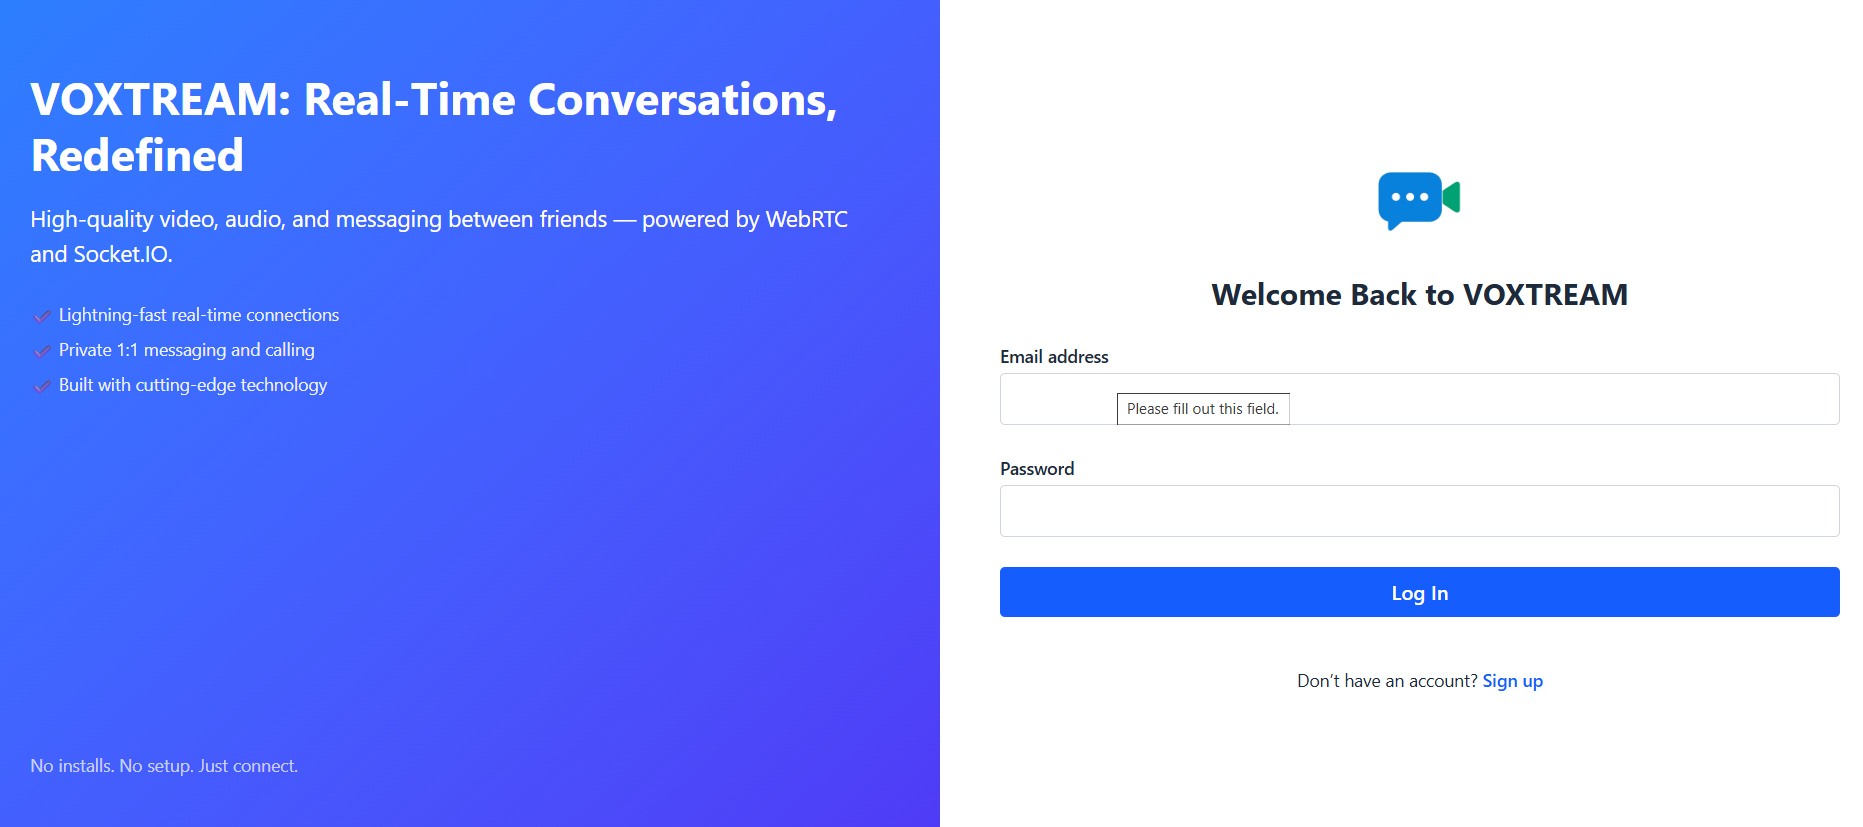 VOXTREAM: Real-Time Conversations,
Redefined
High-quality video, audio, and messaging between friends — powered by WebRTC
and Socket.IO.
Lightning-fast real-time connections
Private 1:1 messaging and calling
Built with cutting-edge technology
No installs. No setup. Just connect.
Welcome Back to VOXTREAM
Email address
Please fill out this field.
Password
Log In
Don’t have an account? Sign up